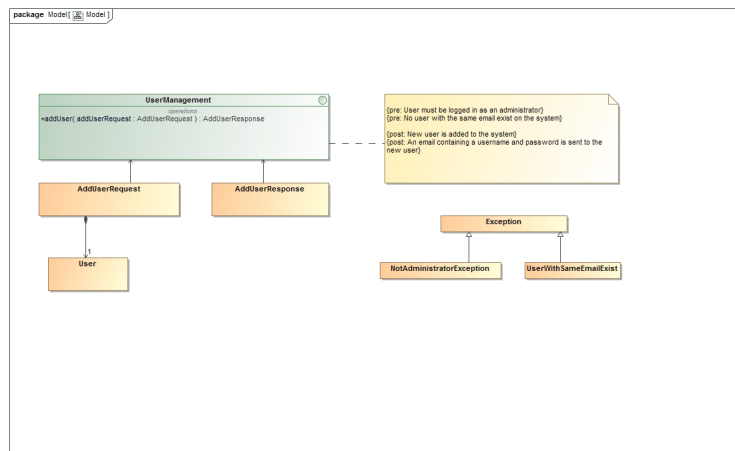 package Model [ Model ]
UserManagement
operations
+addUser( addUserRequest : AddUserRequest ) : AddUserResponse
{pre: User must be logged in as an administrator}
{pre: No user with the same email exist on the system}
{post: New user is added to the system}
{post: An email containing a username and password is sent to the
new user}
AddUserRequest
AddUserResponse
Exception
1
User
NotAdministratorException
UserWithSameEmailExist